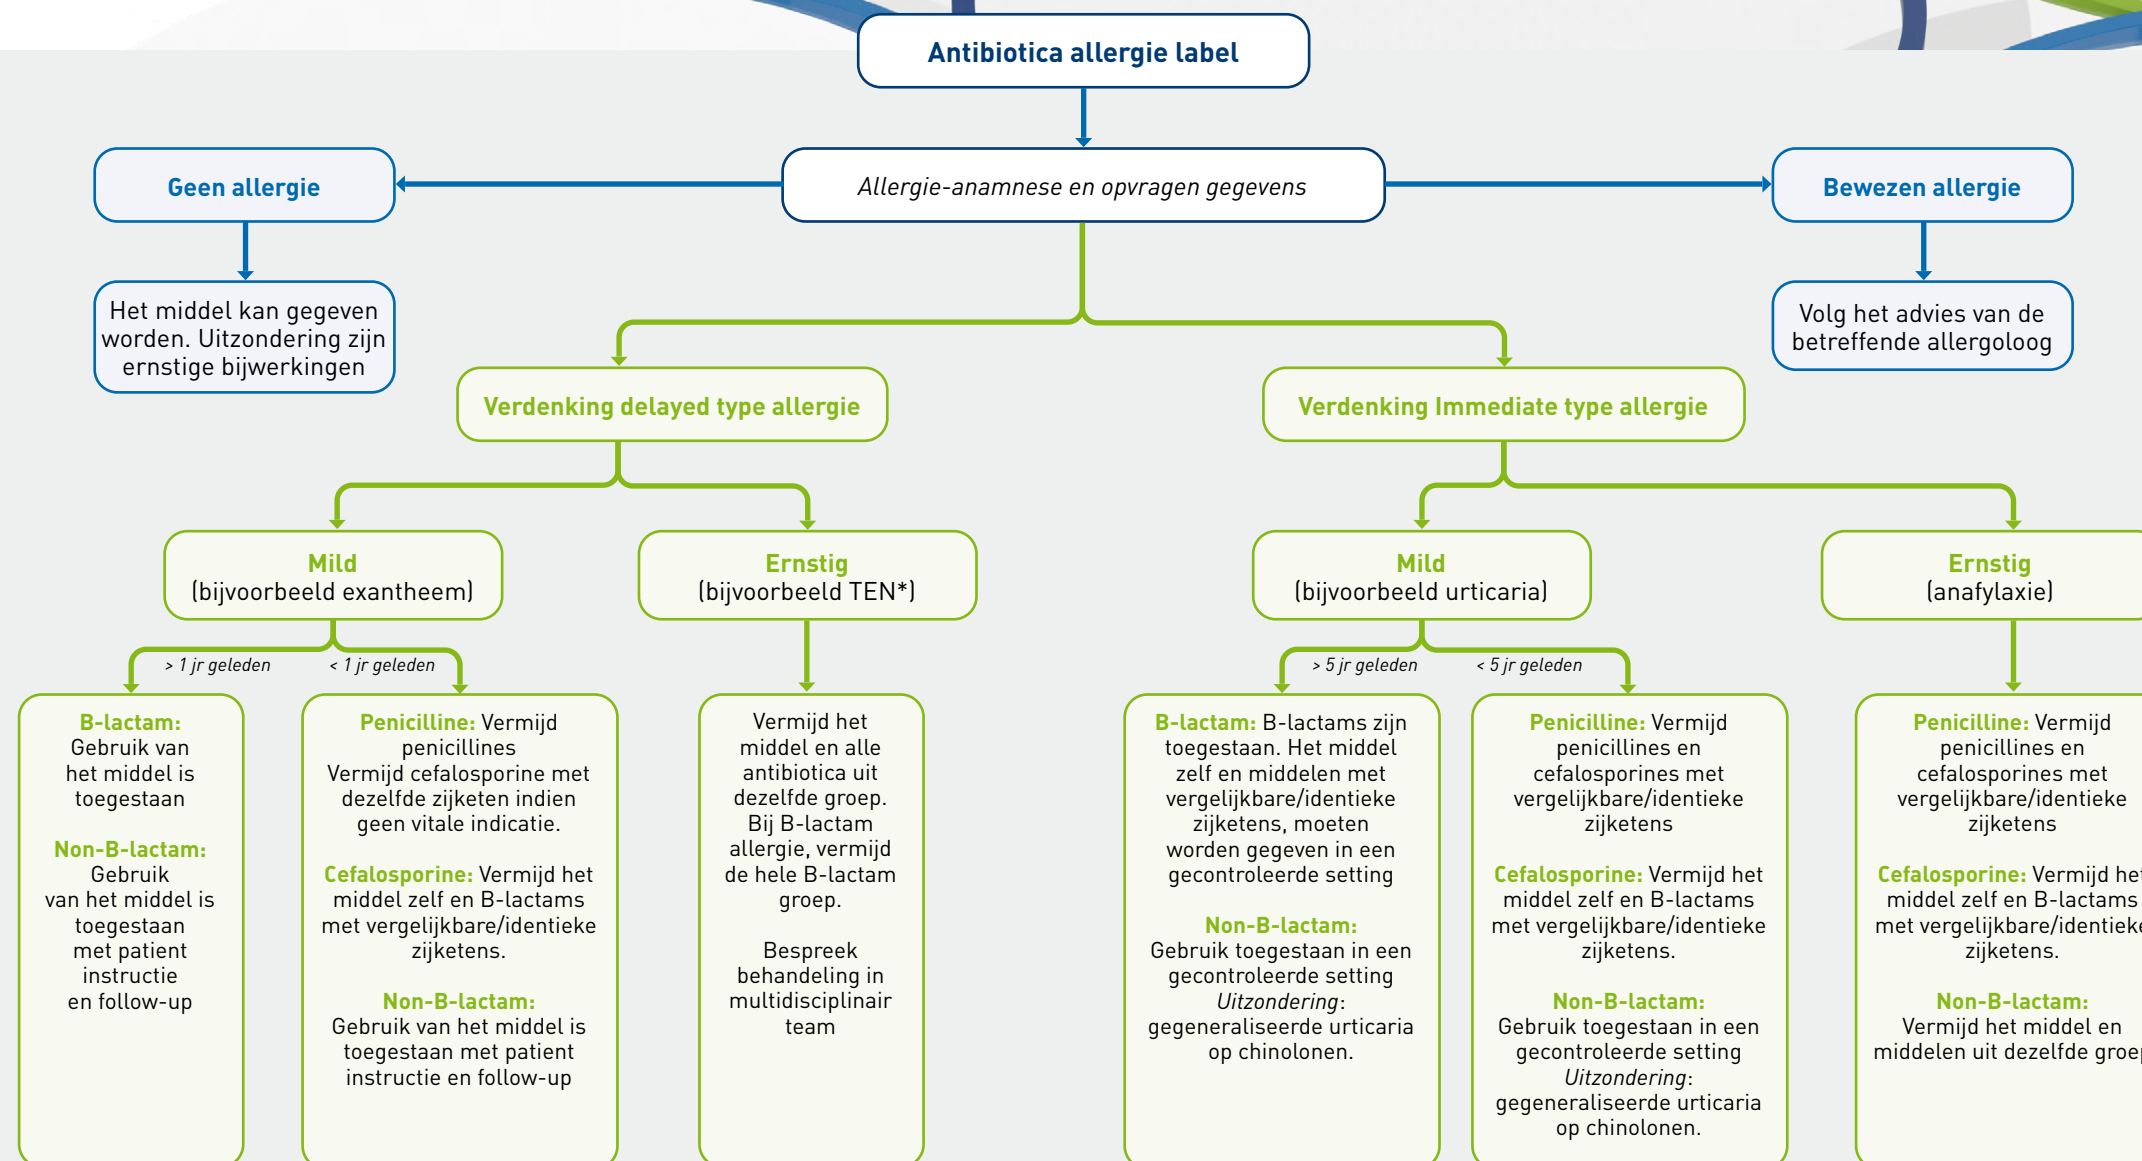 Antibiotica allergie label
Geen allergie
Allergie-anamnese en opvragen gegevens
Bewezen allergie
Het middel kan gegeven
worden. Uitzondering zijn
ernstige bijwerkingen
Volg het advies van de
betreffende allergoloog
Verdenking delayed type allergie
Verdenking Immediate type allergie
Mild
(bijvoorbeeld exantheem)
Ernstig
(bijvoorbeeld TEN*)
Mild
(bijvoorbeeld urticaria)
Ernstig
(anafylaxie)
> 1 jr geleden
< 1 jr geleden
> 5 jr geleden
< 5 jr geleden
B-lactam:
Gebruik van
het middel is
toegestaan
Non-B-lactam:
Gebruik
van het middel is
toegestaan
met patient
instructie
en follow-up
Penicilline: Vermijd
penicillines
Vermijd cefalosporine met
dezelfde zijketen indien
geen vitale indicatie.
Cefalosporine: Vermijd het
middel zelf en B-lactams
met vergelijkbare/identieke
zijketens.
Non-B-lactam:
Gebruik van het middel is
toegestaan met patient
instructie en follow-up
Vermijd het
middel en alle
antibiotica uit
dezelfde groep.
Bij B-lactam
allergie, vermijd
de hele B-lactam
groep.
Bespreek
behandeling in
multidisciplinair
team
B-lactam: B-lactams zijn
toegestaan. Het middel
zelf en middelen met
vergelijkbare/identieke
zijketens, moeten
worden gegeven in een
gecontroleerde setting
Non-B-lactam:
Gebruik toegestaan in een
gecontroleerde setting
Uitzondering:
gegeneraliseerde urticaria
op chinolonen.
Penicilline: Vermijd
penicillines en
cefalosporines met
vergelijkbare/identieke
zijketens
Cefalosporine: Vermijd het
middel zelf en B-lactams
met vergelijkbare/identieke
zijketens.
Non-B-lactam:
Gebruik toegestaan in een
gecontroleerde setting
Uitzondering:
gegeneraliseerde urticaria
op chinolonen.
Penicilline: Vermijd
penicillines en
cefalosporines met
vergelijkbare/identieke
zijketens
Cefalosporine: Vermijd het
middel zelf en B-lactams
met vergelijkbare/identieke
zijketens.
Non-B-lactam:
Vermijd het middel en
middelen uit dezelfde groep